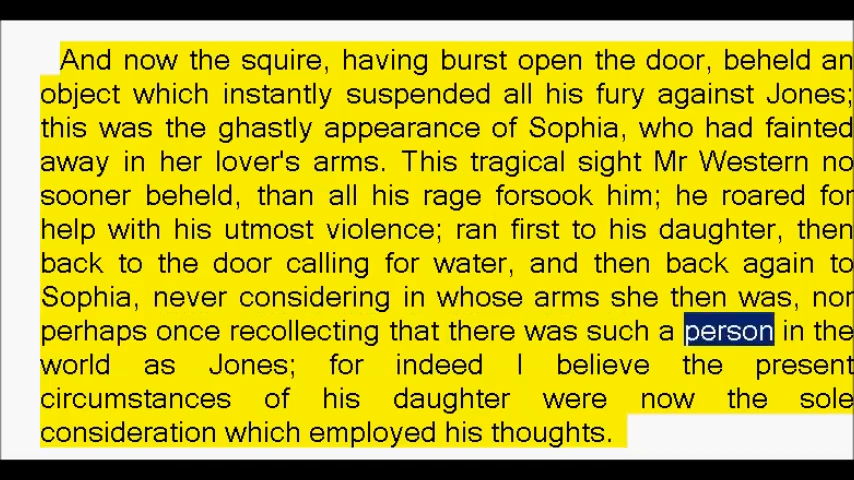 And now the squire, having burst open the door, beheld an
object which instantly suspended all his fury against Jones;
this was the ghastly appearance of Sophia, who had fainted
away in her lover's arms. This tragical sight Mr Western no
sooner beheld, than all his rage forsook him; he roared for
help with his utmost violence; ran first to his daughter, then
back to the door calling for water, and then back again to
Sophia, never considering in whose arms she then was, nor
perhaps once recollecting that there was such a person in the
world as Jones; for indeed I believe the present
circumstances of his daughter were now the sole
consideration which employed his thoughts.